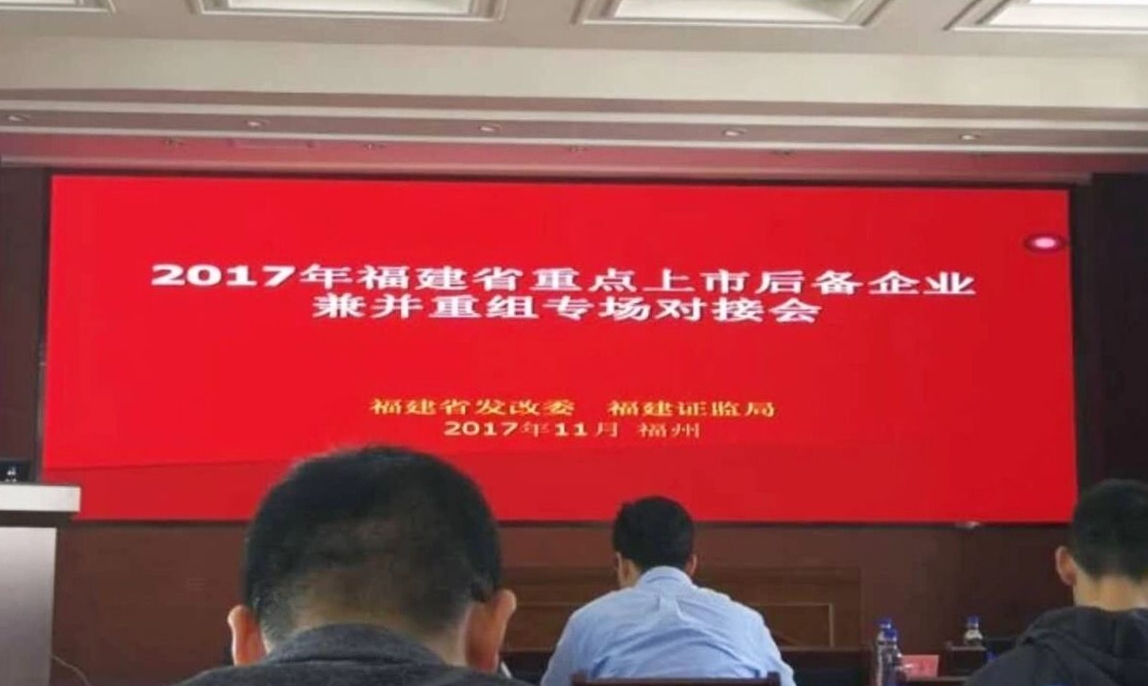 2017年福建省重点上市后备企业
兼并重组专场对接会
福建省发改委 福建证监局
2017年11月 福州